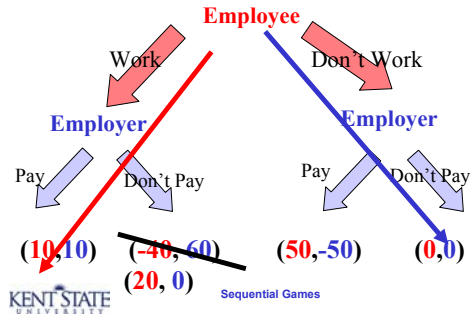 Employee
Work
Don't Work
Employer
Employer
Pay
Don't Pay
Pay
Don't Pay
(10,10)
(-40, 60)
(50,-50)
(0,0)
(20, 0)
KENT STATE
UNIVERSITY
Sequential Games